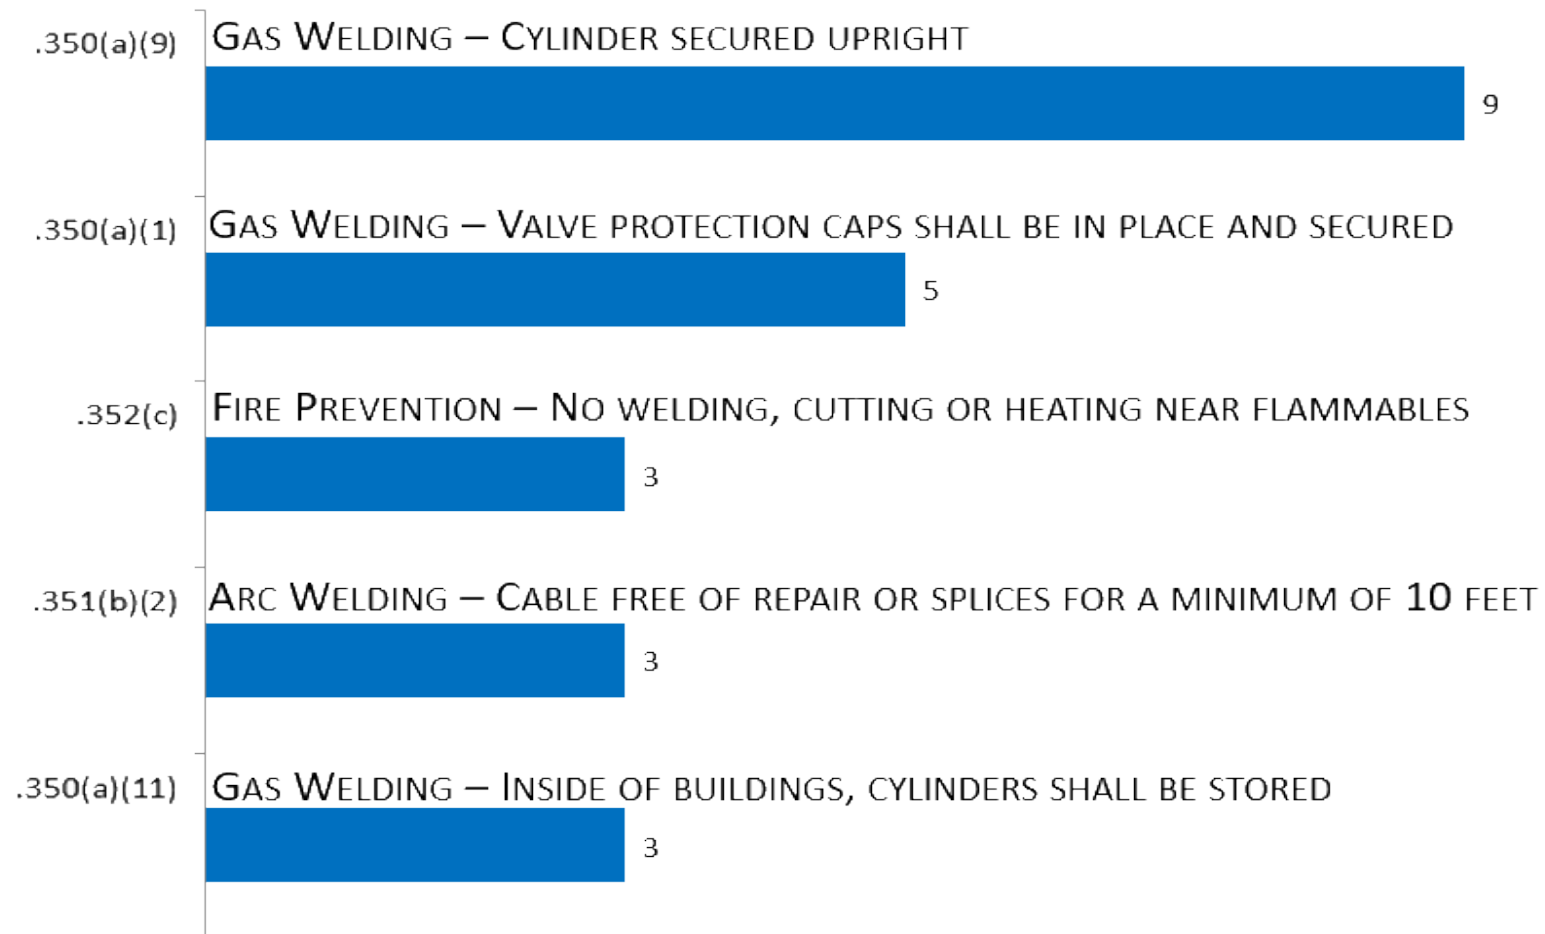 .350(a)(9) Gas Welding – Cylinder secured upright
9
.350(a)(1) Gas Welding – Valve protection caps shall be in place and secured
5
.352(c) Fire Prevention – No welding, cutting or heating near flammables
3
.351(b)(2) Arc Welding – Cable free of repair or splices for a minimum of 10 feet
3
.350(a)(11) Gas Welding – Inside of buildings, cylinders shall be stored
3